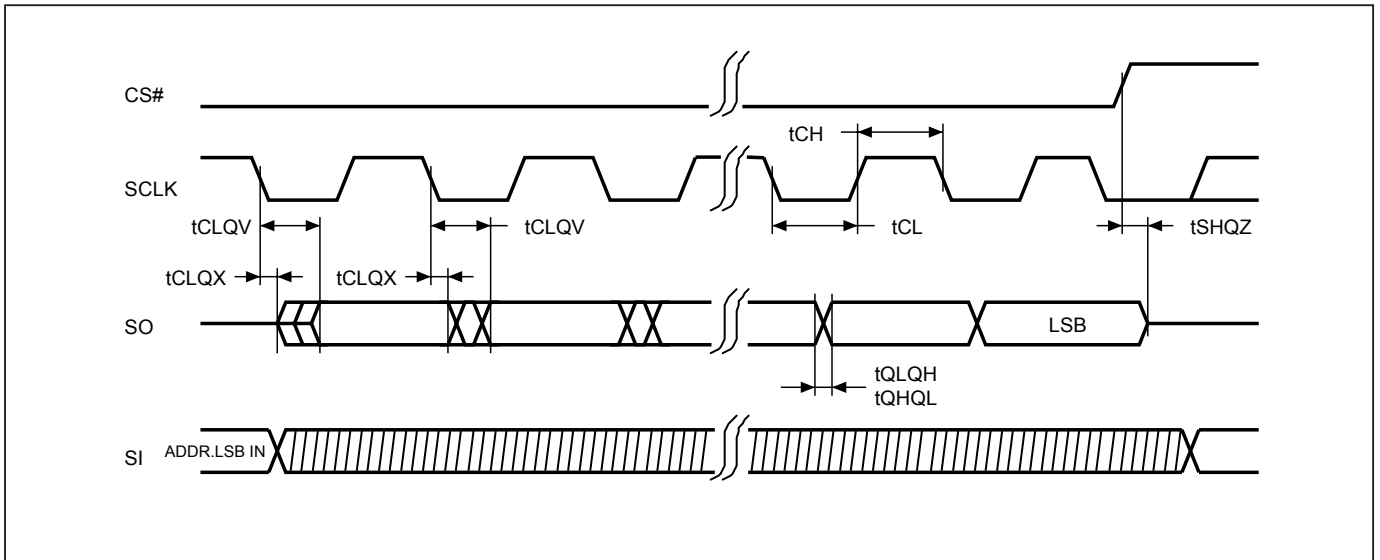 CS#
tCH
SCLK
tCLQV
tCLQV
tCL
tSHQZ
tCLQX
tCLQX
SO
LSB
tQLQH
tQHQL
SI
ADDR.LSB IN